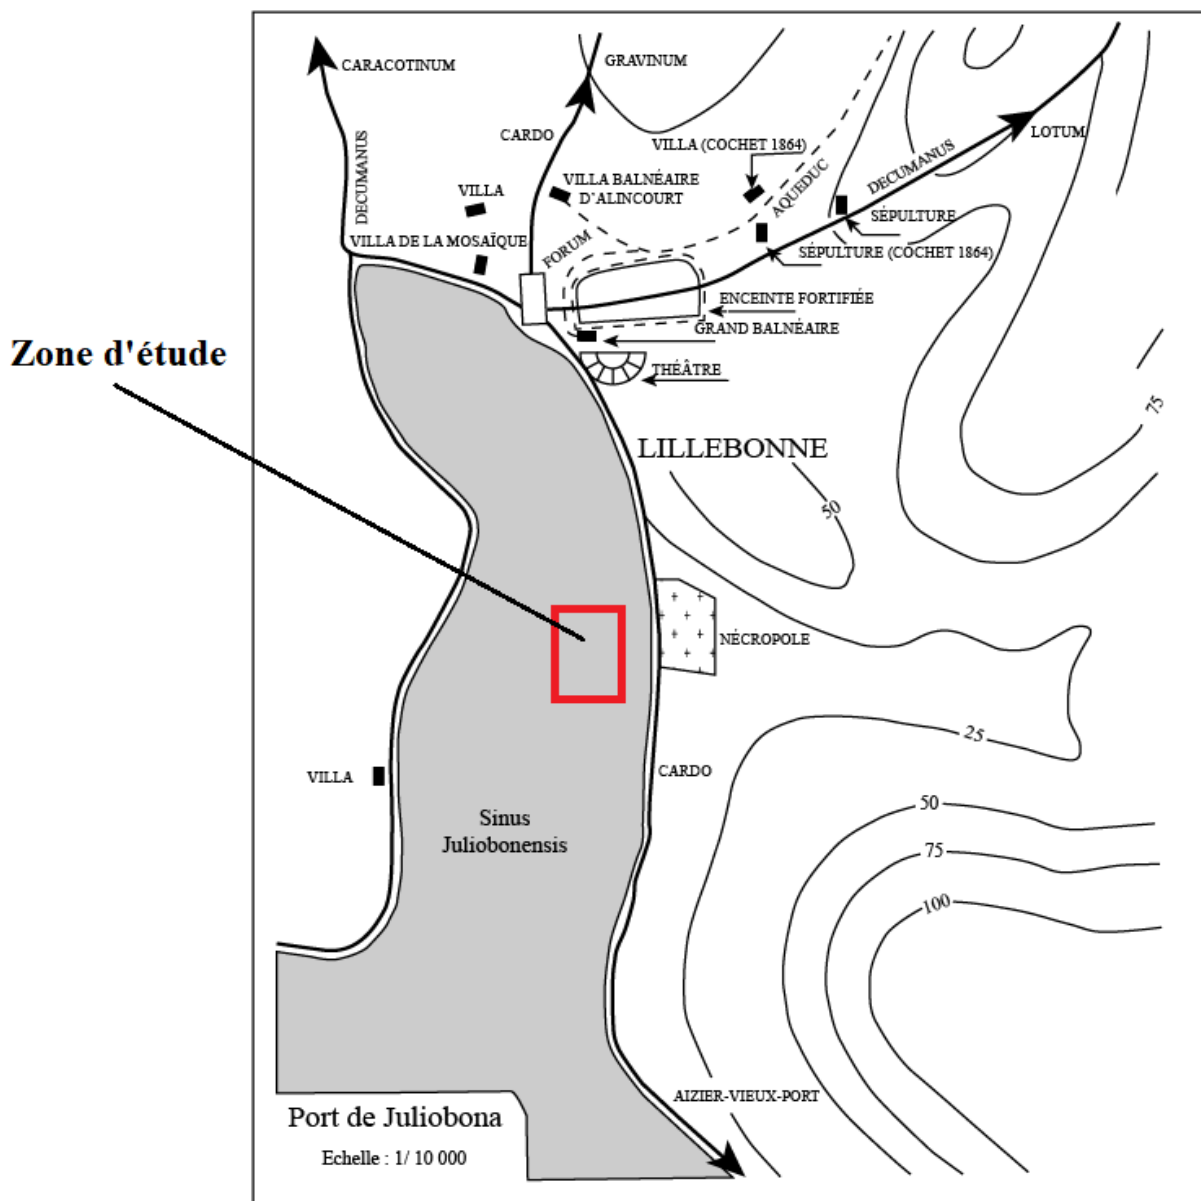 CARACOTINUM
GRAVINUM
CARDO
VILLA (COCHET 1864)
LOTUM
DECUMANUS
DECUMANUS
AQUEDUC
VILLA
VILLA BALNÉAIRE
D'ALINCOURT
SÉPULTURE
VILLA DE LA MOSAÏQUE
FORUM
SÉPULTURE (COCHET 1864)
ENCEINTE FORTIFIÉE
GRAND BALNÉAIRE
Zone d'étude
THÉÂTRE
75
LILLEBONNE
50
NÉCROPOLE
25
VILLA
CARDO
50
Sinus
Juliobonensis
75
100
AIZIER-VIEUX-PORT
Port de Juliobona
Echelle : 1/ 10 000